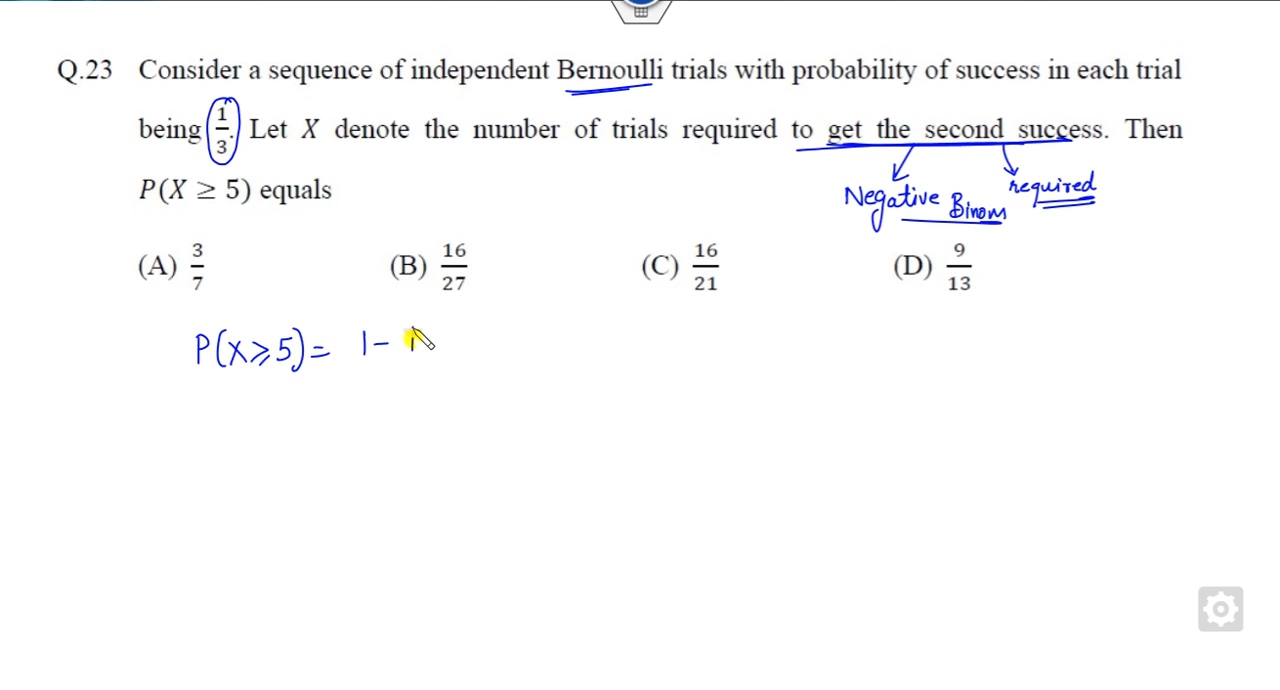 Q.23 Consider a sequence of independent Bernoulli trials with probability of success in each trial
being 1/3. Let X denote the number of trials required to get the second success. Then
P(X ≥ 5) equals
Negative Binom
required
(A) 3/7 (B) 16/27 (C) 16/21 (D) 9/13
P(X ≥ 5) = 1 -